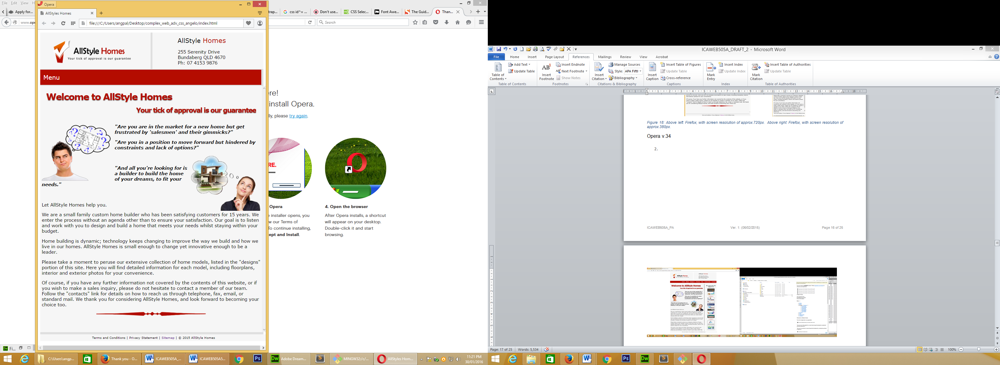 File Edit View
Opera
AllStyles Homes
file:///C:/Users/angpal/Desktop/complex_web_adv_css_angelo/index.html
AllStyle Homes
Your tick of approval is our guarantee
AllStyle Homes
255 Serenity Drive
Bundaberg QLD 4670
Ph: 07 4153 9876
Menu
Welcome to AllStyle Homes
Your tick of approval is our guarantee
"Are you are in the market for a new home but get
frustrated by 'salesmen' and their gimmicks?"
"Are you in a position to move forward but hindered by
constraints and lack of options?"
"And all you're looking for is
a builder to build the home
of your dreams, to fit your
needs."
Let AllStyle Homes help you.
We are a small family custom home builder who has been satisfying customers for 15 years. We
enter the process without an agenda other than to ensure your satisfaction. Our goal is to listen
and work with you to design and build a home that meets your needs whilst staying within your
budget.
Home building is dynamic; technology keeps changing to improve the way we build and how we
live in our homes. AllStyle Homes is small enough to change yet innovative enough to be a
leader.
Please take a moment to peruse our extensive collection of home models, listed in the "designs"
portion of this site. Here you will find detailed information for each model, including floorplans,
interior and exterior photos for your convenience.
Of course, if you have any further information not covered by the contents of this website, or if
you wish to make a sales inquiry, please do not hesitate to contact a member of our team.
Follow the "contacts" link for details on how to reach us through telephone, fax, email, or
standard mail. We thank you for considering AllStyle Homes, and look forward to becoming your
choice too.
Terms and Conditions | Privacy Statement | Sitemap | © 2015 AllStyle Homes
Apply for...
trap...
css id^= ...
Don't use...
CSS Selec...
Font Awe...
The Guid...
Than...
www.ope
Search
re!
install Opera.
lly, please try again.
RE.
Opera
e installer opens, you
w our Terms of
To continue installing,
ept and Install.
4. Open the browser
After Opera installs, a shortcut
will appear on your desktop.
Double-click it and start
browsing.
Fi...
C:\Users\angp...
Thank you - O...
ICAWEB505A_...
ICAWEB505A5...
Adobe Dream...
MINGW32:/c/...
AllStyles Hom...
11:21 PM
30/01/2016
ICAWEB505A_DRAFT_2 - Microsoft Word
File Home Insert Page Layout References Mailings Review View Acrobat
Table of
Contents
Add Text
Update Table
Table of Contents
Insert
Footnote
Insert Endnote
Next Footnote
Show Notes
Footnotes
Insert
Citation
Manage Sources
Style: APA Fift
Bibliography
Citations & Bibliography
Insert
Caption
Insert Table of Figures
Update Table
Cross-reference
Captions
Mark
Entry
Insert Index
Update Index
Index
Mark
Citation
Insert Table of Authorities
Update Table
Table of Authorities
Figure 18: Above left: Firefox, with screen resolution of approx.720px. Above right: Firefox, with screen resolution of
approx.380px.
Opera v.34
2.
ICAWEB505A_PA
Ver. 1: (06/02/2015)
Page 16 of 25
AllStyle Homes
Welcome to AllStyle Homes
Your tick of approval is our guarantee
Page: 17 of 25
Words: 5,534
100%